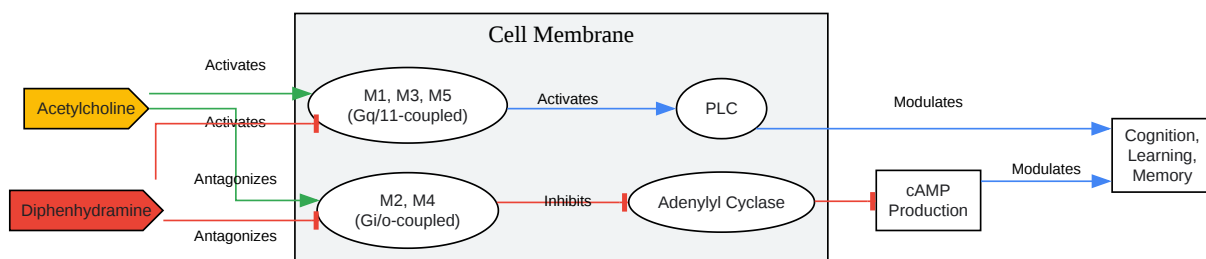 Cell Membrane
Activates
Acetylcholine
Activates
M1, M3, M5
(Gq/11-coupled)
Activates
PLC
Modulates
Cognition,
Learning,
Memory
Antagonizes
Diphenhydramine
Antagonizes
M2, M4
(Gi/o-coupled)
Inhibits
Adenylyl Cyclase
cAMP
Production
Modulates